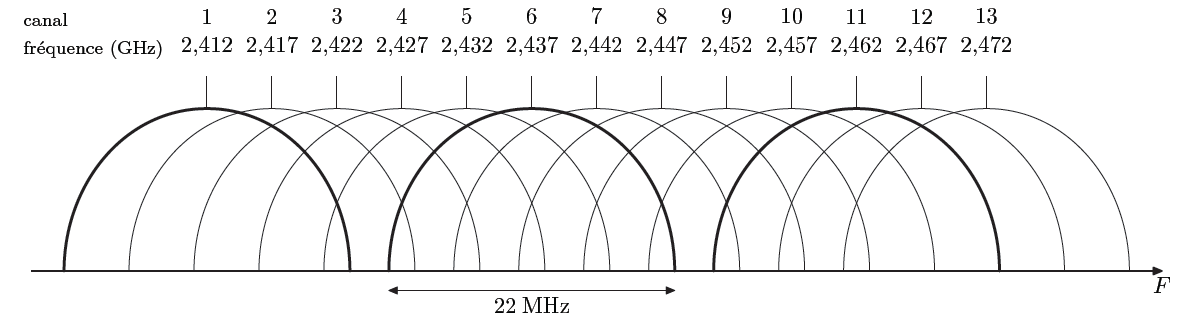 canal 1 2 3 4 5 6 7 8 9 10 11 12 13
fréquence (GHz) 2,412 2,417 2,422 2,427 2,432 2,437 2,442 2,447 2,452 2,457 2,462 2,467 2,472
F
22 MHz